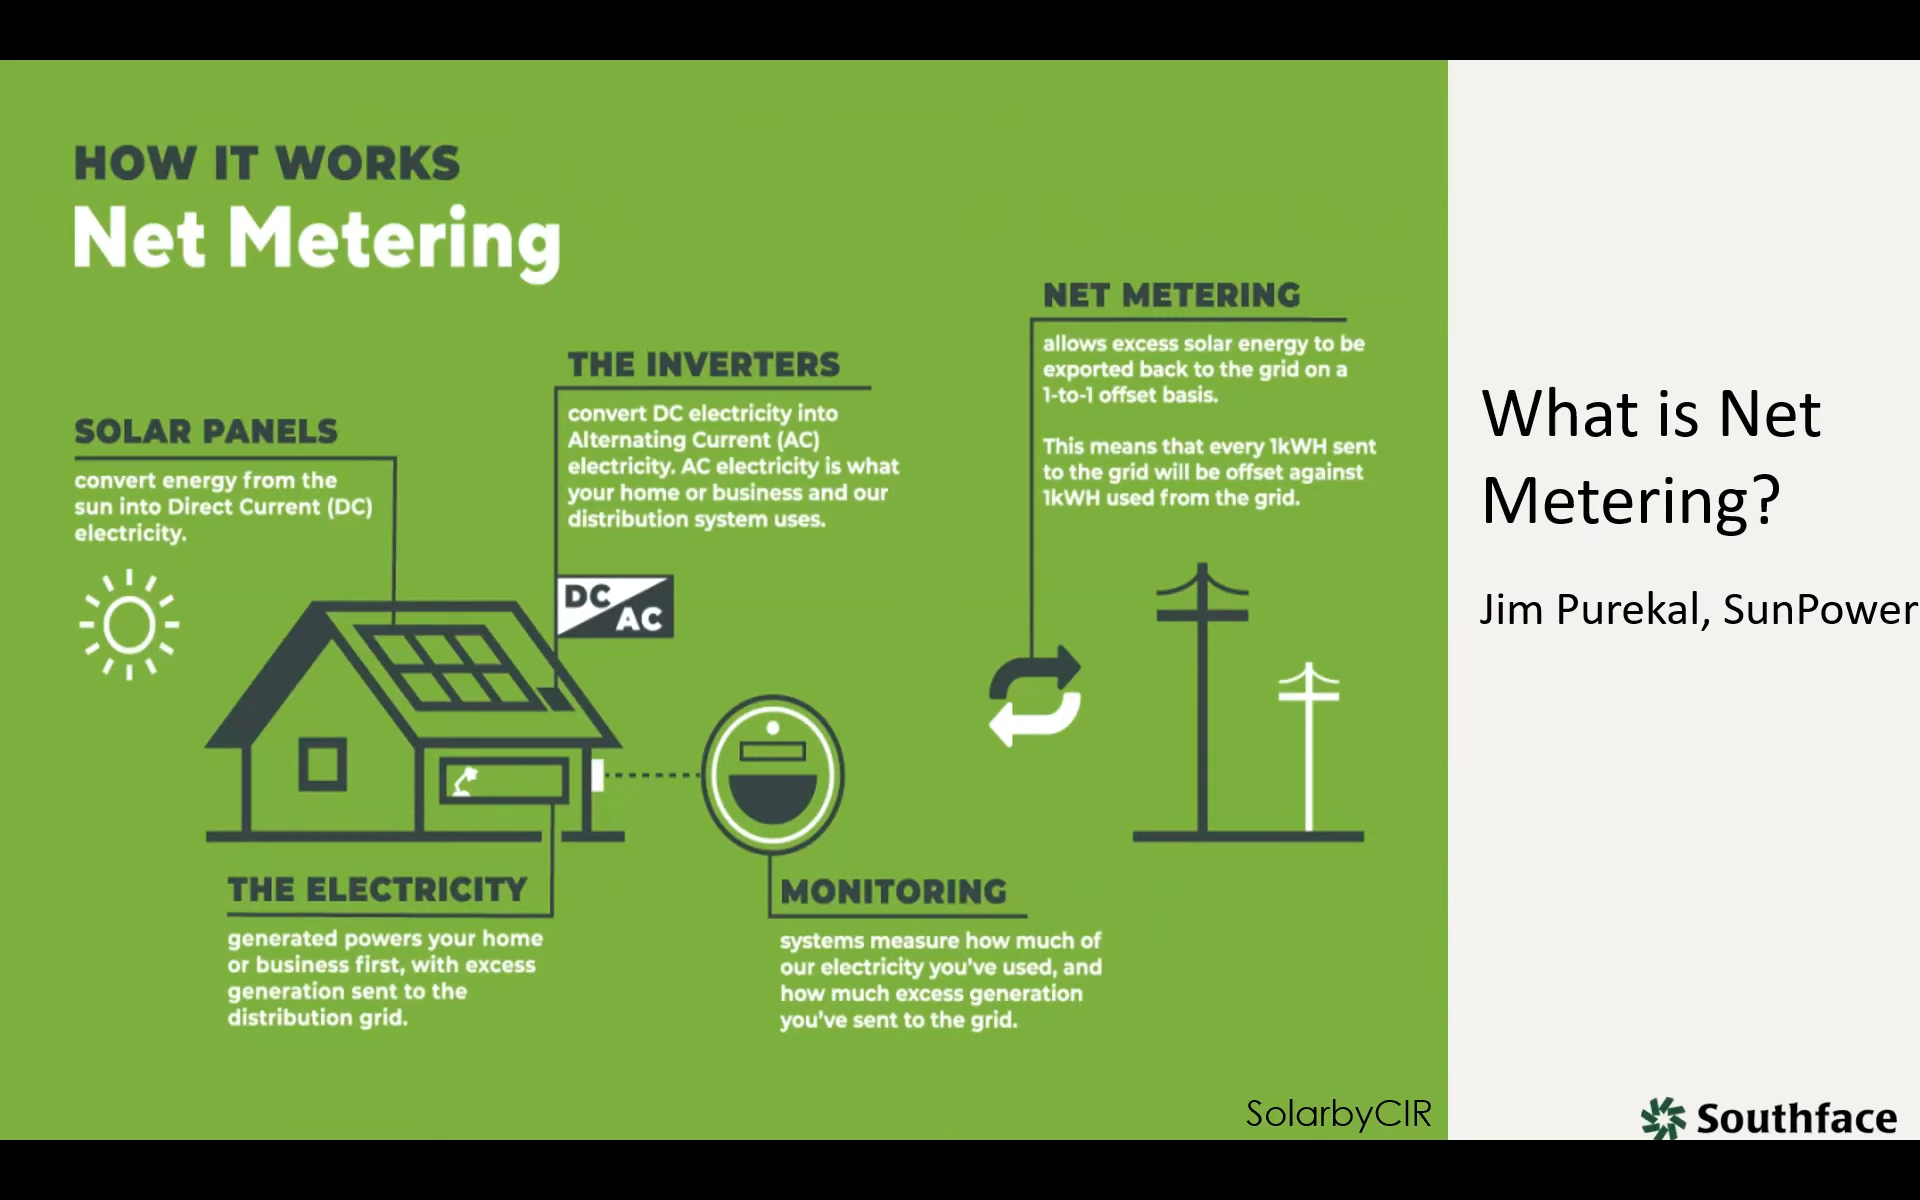 HOW IT WORKS
Net Metering
SOLAR PANELS
convert energy from the
sun into Direct Current (DC)
electricity.
THE INVERTERS
convert DC electricity into
Alternating Current (AC)
electricity. AC electricity is what
your home or business and our
distribution system uses.
DC
AC
NET METERING
allows excess solar energy to be
exported back to the grid on a
1-to-1 offset basis.
This means that every 1kWH sent
to the grid will be offset against
1kWH used from the grid.
THE ELECTRICITY
generated powers your home
or business first, with excess
generation sent to the
distribution grid.
MONITORING
systems measure how much of
our electricity you've used, and
how much excess generation
you've sent to the grid.
SolarbyCIR
What is Net
Metering?
Jim Purekal, SunPower
Southface